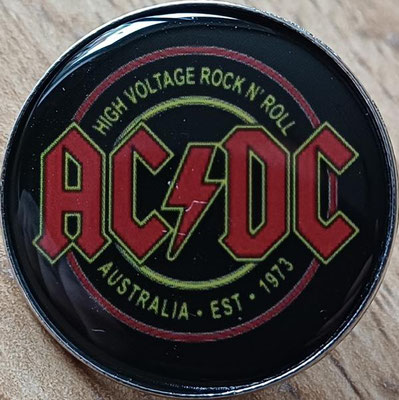 HIGH VOLTAGE ROCK N' ROLL
AC⚡DC
AUSTRALIA • EST • 1973